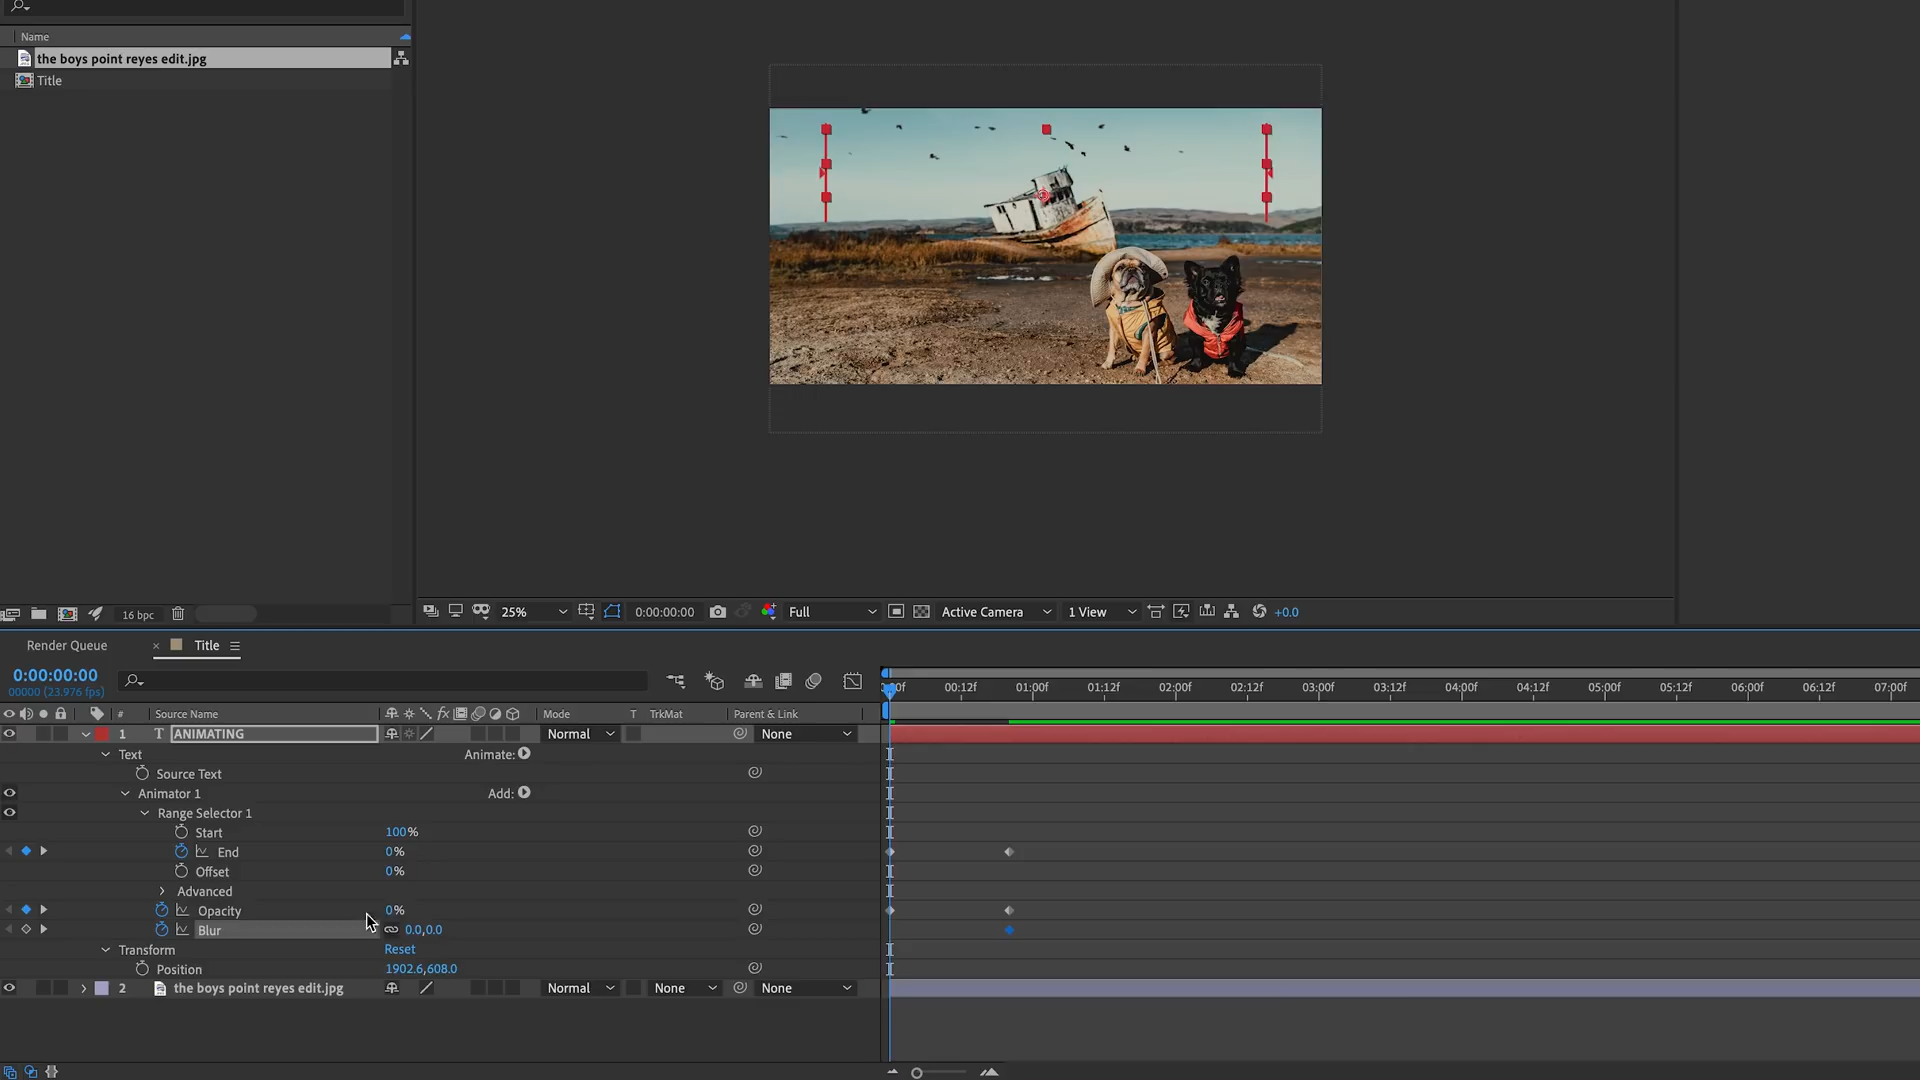 Name
the boys point reyes edit.jpg
Title
16 bpc
25%
0:00:00:00
Full
Active Camera
1 View
+0.0
Render Queue
× Title
0:00:00:00
00000 (23.976 fps)
00:12f 01:00f 01:12f 02:00f 02:12f 03:00f 03:12f 04:00f 04:12f 05:00f 05:12f 06:00f 06:12f 07:00f
# Source Name fx Mode T TrkMat Parent & Link
1 T ANIMATING Normal None
Text Animate:
Source Text
Animator 1 Add:
Range Selector 1
Start 100%
End 0%
Offset 0%
Advanced
Opacity 0%
Blur 0.0,0.0
Transform Reset
Position 1902.6,608.0
2 the boys point reyes edit.jpg Normal None None